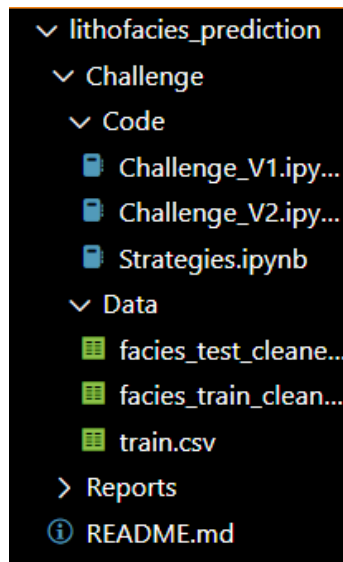 lithofacies_prediction
Challenge
Code
Challenge_V1.ipy...
Challenge_V2.ipy...
Strategies.ipynb
Data
facies_test_cleane...
facies_train_clean...
train.csv
Reports
README.md